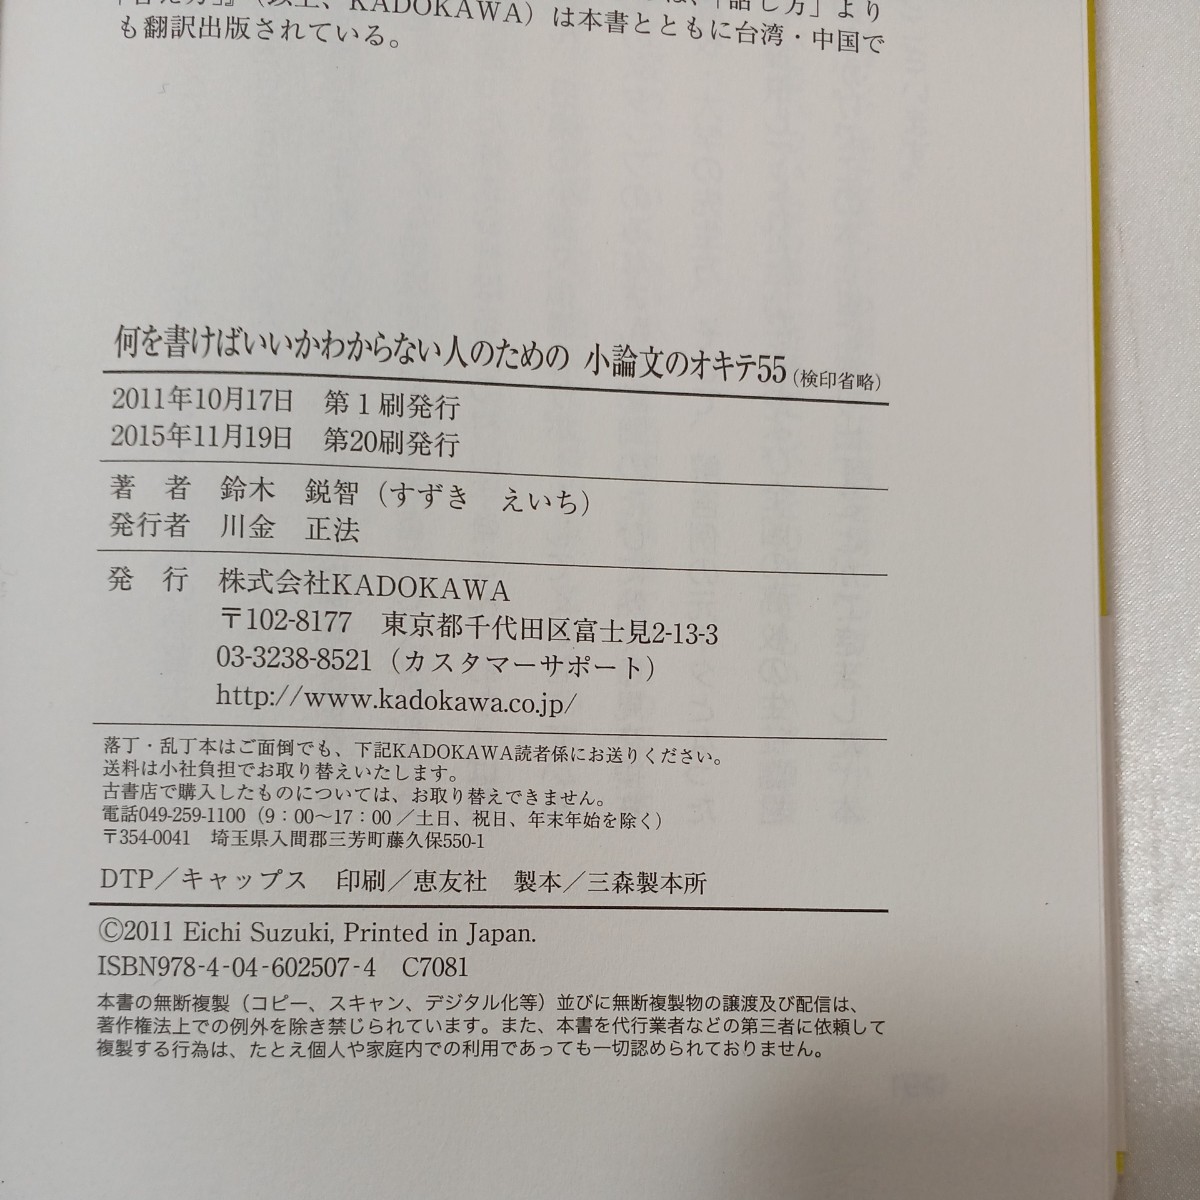 （以上、KADOKAWA）は本書とともに台湾・中国で
も翻訳出版されている。
何を書けばいいかわからない人のための 小論文のオキテ55（検印省略）
2011年10月17日　第１刷発行
2015年11月19日　第20刷発行
著　者　鈴木　鋭智（すずき　えいち）
発行者　川金　正法
発　行　株式会社KADOKAWA
〒102-8177　東京都千代田区富士見2-13-3
03-3238-8521（カスタマーサポート）
http://www.kadokawa.co.jp/
落丁・乱丁本はご面倒でも、下記KADOKAWA読者係にお送りください。
送料は小社負担でお取り替えいたします。
古書店で購入したものについては、お取り替えできません。
電話049-259-1100（9：00～17：00／土日、祝日、年末年始を除く）
〒354-0041　埼玉県入間郡三芳町藤久保550-1
DTP／キャップス　印刷／恵友社　製本／三森製本所
©2011 Eichi Suzuki, Printed in Japan.
ISBN978-4-04-602507-4　C7081
本書の無断複製（コピー、スキャン、デジタル化等）並びに無断複製物の譲渡及び配信は、
著作権法上での例外を除き禁じられています。また、本書を代行業者などの第三者に依頼して
複製する行為は、たとえ個人や家庭内での利用であっても一切認められておりません。